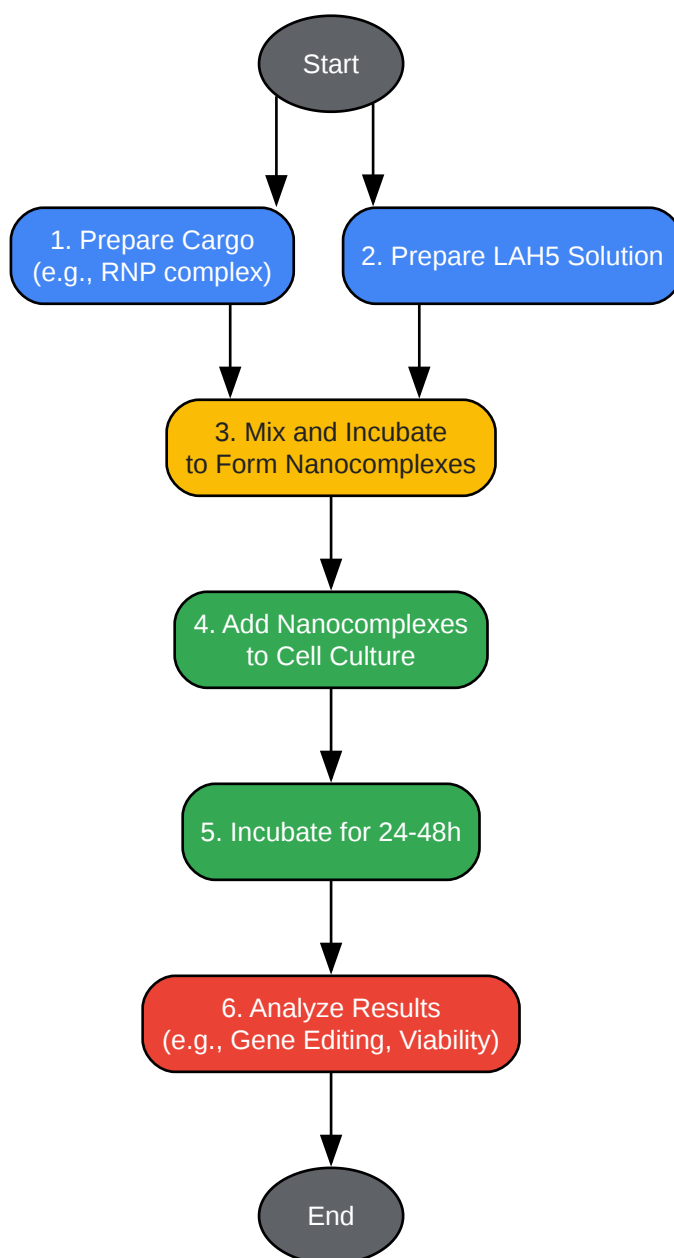 Start
1. Prepare Cargo
(e.g., RNP complex)
2. Prepare LAH5 Solution
3. Mix and Incubate
to Form Nanocomplexes
4. Add Nanocomplexes
to Cell Culture
5. Incubate for 24-48h
6. Analyze Results
(e.g., Gene Editing, Viability)
End